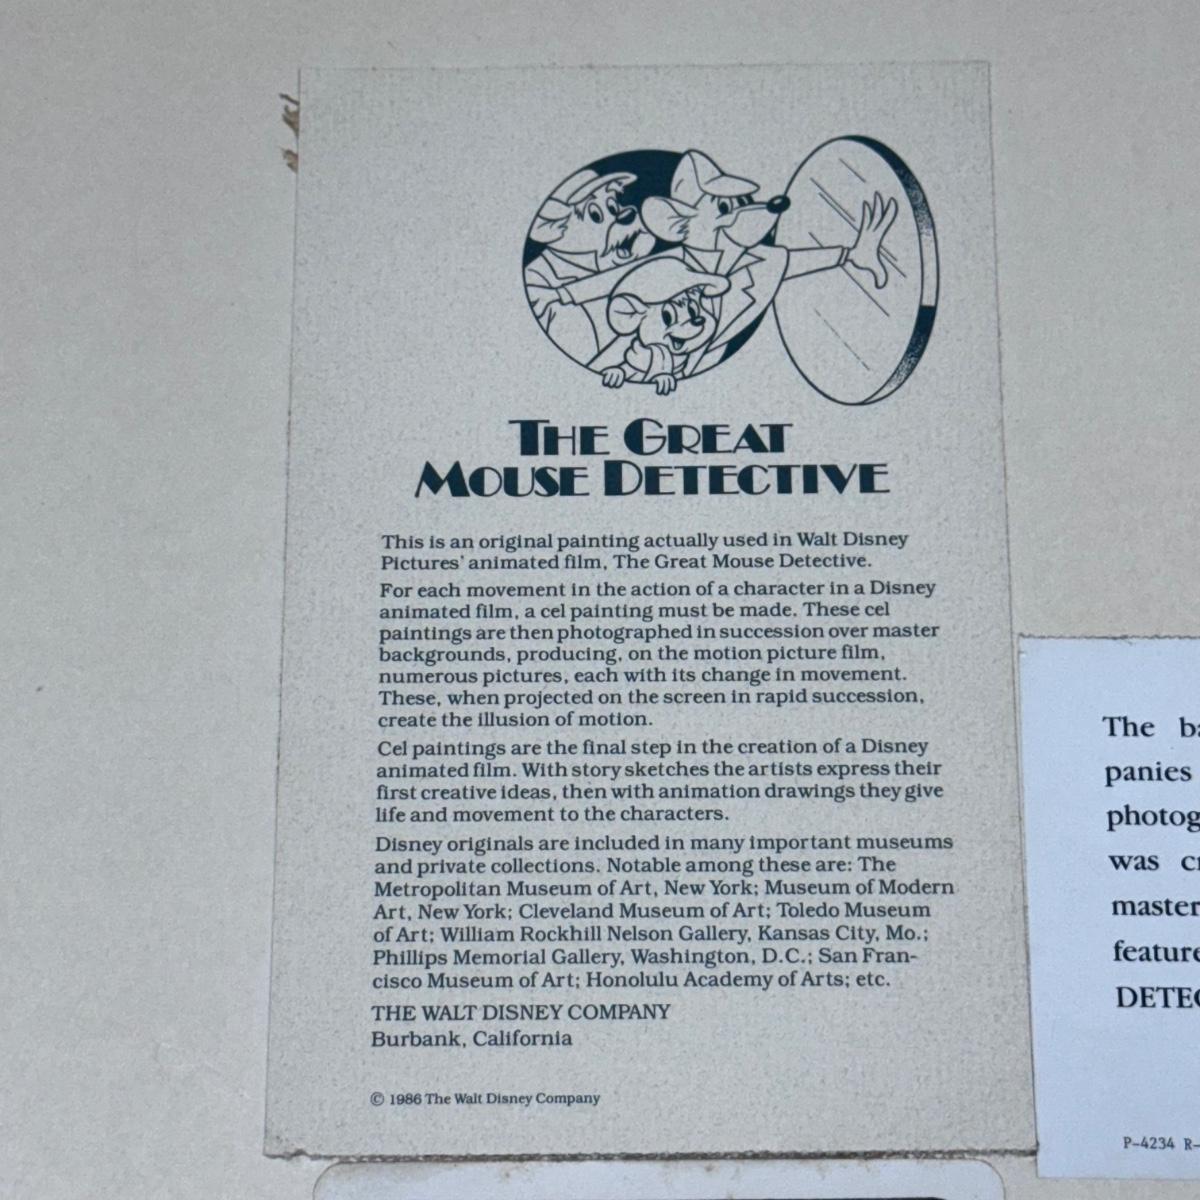 THE GREAT
MOUSE DETECTIVE
This is an original painting actually used in Walt Disney
Pictures' animated film, The Great Mouse Detective.
For each movement in the action of a character in a Disney
animated film, a cel painting must be made. These cel
paintings are then photographed in succession over master
backgrounds, producing, on the motion picture film,
numerous pictures, each with its change in movement.
These, when projected on the screen in rapid succession,
create the illusion of motion.
Cel paintings are the final step in the creation of a Disney
animated film. With story sketches the artists express their
first creative ideas, then with animation drawings they give
life and movement to the characters.
Disney originals are included in many important museums
and private collections. Notable among these are: The
Metropolitan Museum of Art, New York; Museum of Modern
Art, New York; Cleveland Museum of Art; Toledo Museum
of Art; William Rockhill Nelson Gallery, Kansas City, Mo.;
Phillips Memorial Gallery, Washington, D.C.; San Fran-
cisco Museum of Art; Honolulu Academy of Arts; etc.
THE WALT DISNEY COMPANY
Burbank, California
© 1986 The Walt Disney Company
The ba
panies
photog
was cr
master
feature
DETEC
P-4234 R-